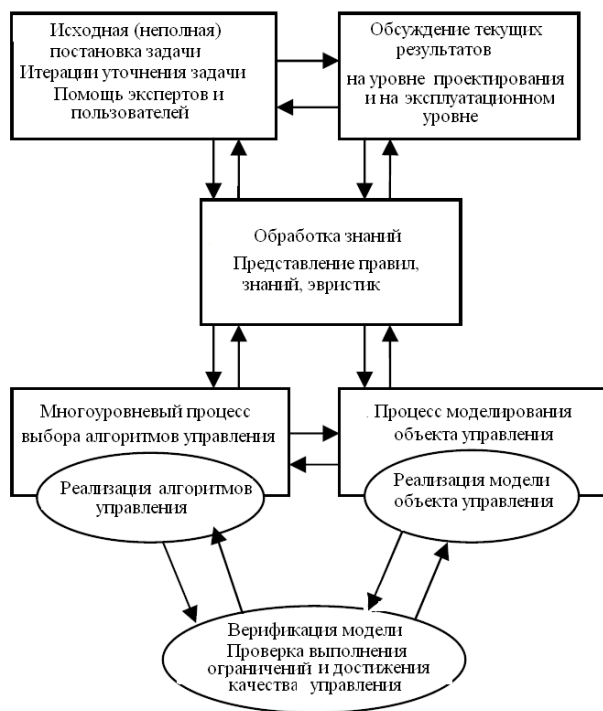 Исходная (неполная)
постановка задачи
Итерации уточнения задачи
Помощь экспертов и
пользователей
Обсуждение текущих
результатов
на уровне проектирования
и на эксплуатационном
уровне
Обработка знаний
Представление правил,
знаний, эвристик
Многоуровневый процесс
выбора алгоритмов управления
Реализация алгоритмов
управления
. Процесс моделирования
объекта управления
Реализация модели
объекта управления
Верификация модели
Проверка выполнения
ограничений и достижения
качества управления